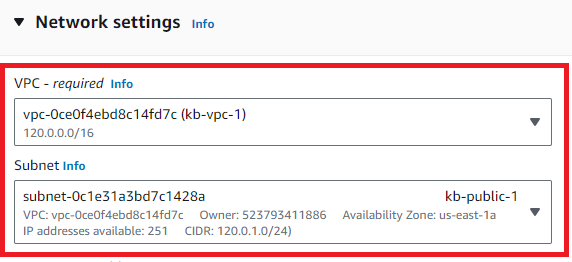 Network settings Info
VPC - required Info
vpc-0ce0f4ebd8c14fd7c (kb-vpc-1)
120.0.0.0/16
Subnet Info
subnet-0c1e31a3bd7c1428a kb-public-1
VPC: vpc-0ce0f4ebd8c14fd7c Owner: 523793411886 Availability Zone: us-east-1a
IP addresses available: 251 CIDR: 120.0.1.0/24)